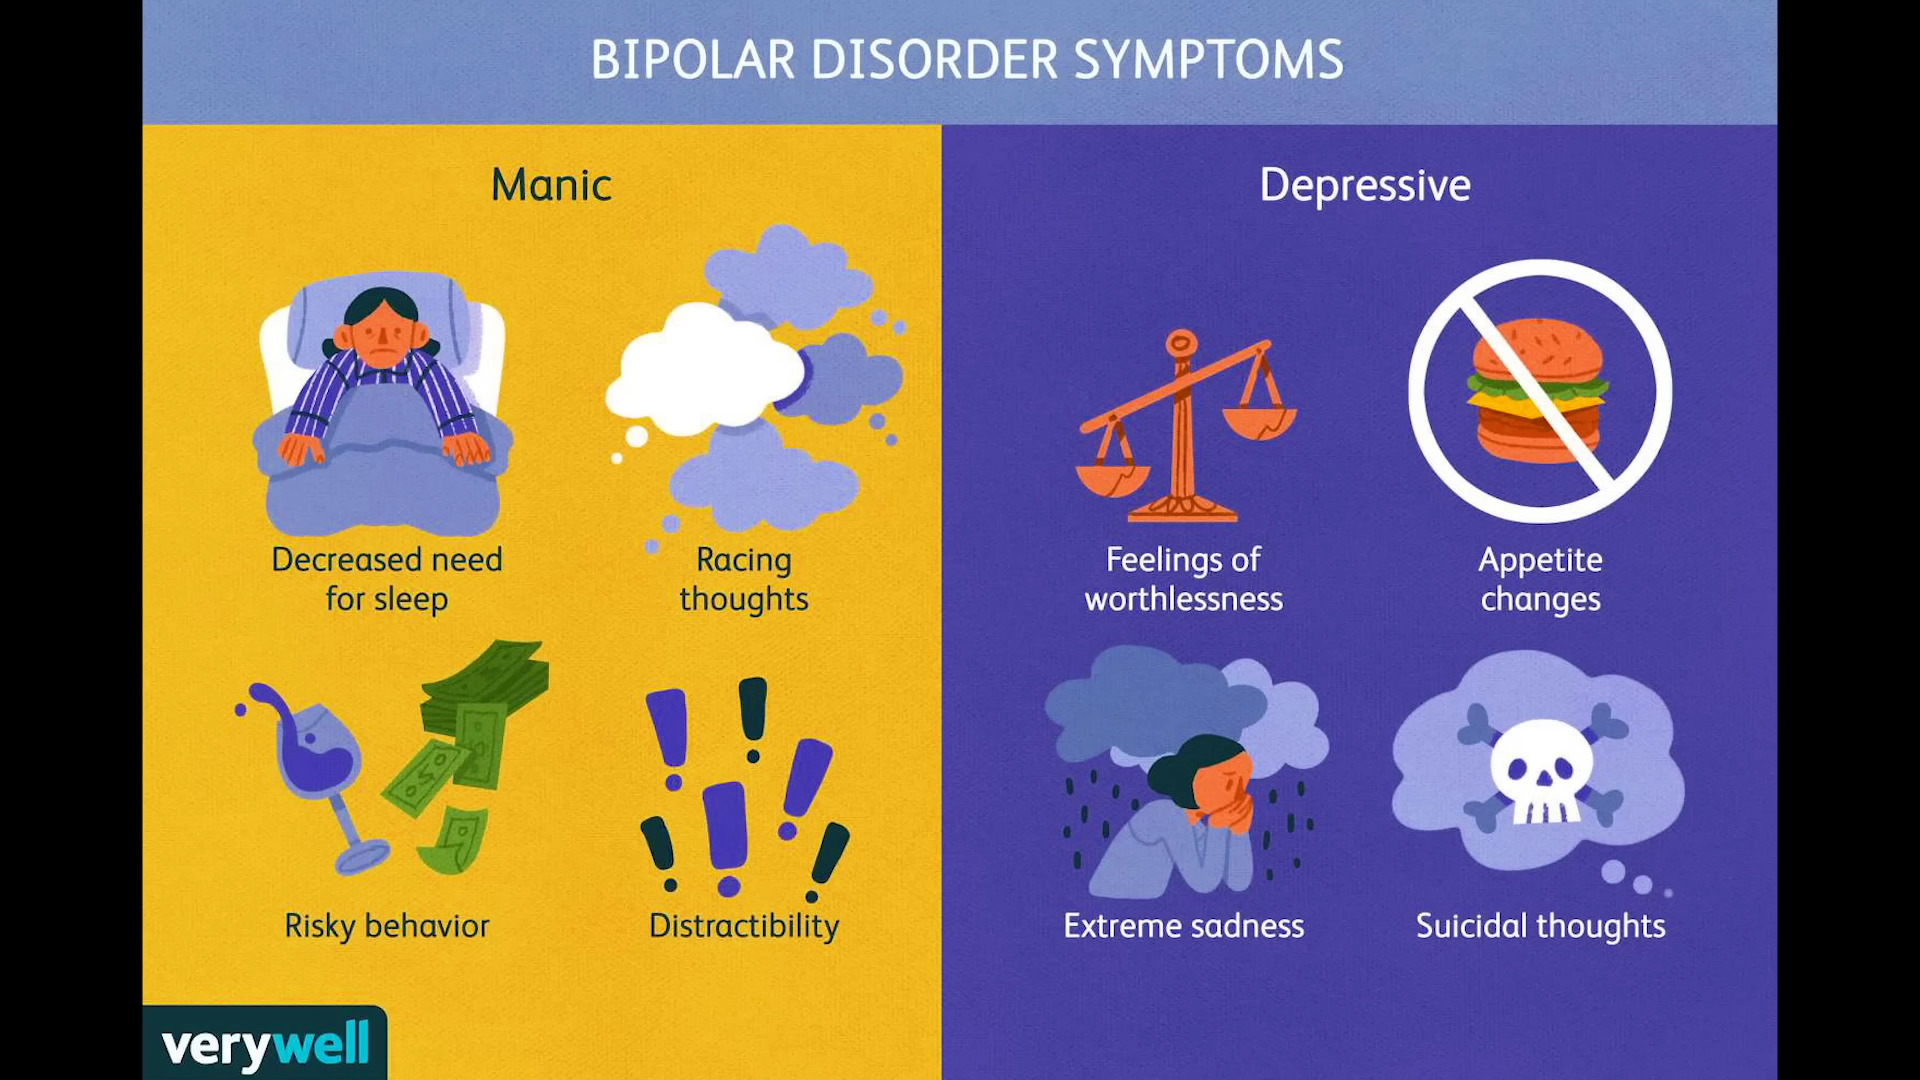 BIPOLAR DISORDER SYMPTOMS
Manic
Decreased need
for sleep
Racing
thoughts
Risky behavior
Distractibility
Depressive
Feelings of
worthlessness
Appetite
changes
Extreme sadness
Suicidal thoughts
verywell